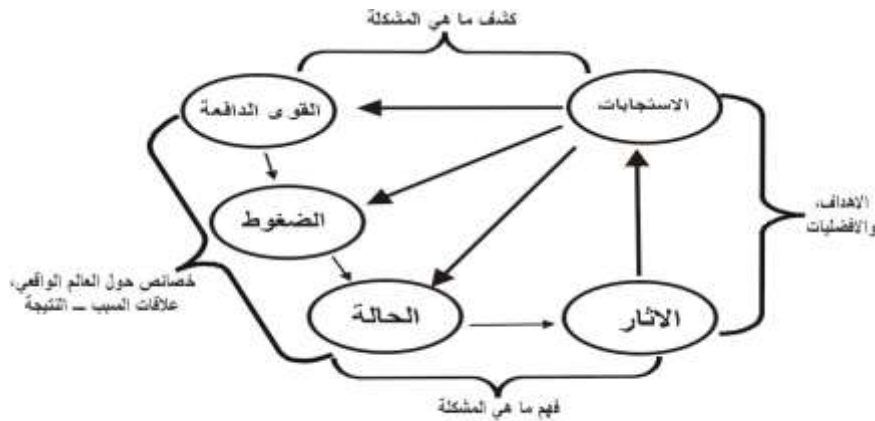 كشف ما هي المشكلة
الاستجابات
القوى الدافعة
الضغوط
الاهداف،
والافضليات
خصائص حول العالم الواقعي،
علاقات السبب – النتيجة
الحالة
الاثار
فهم ما هي المشكلة